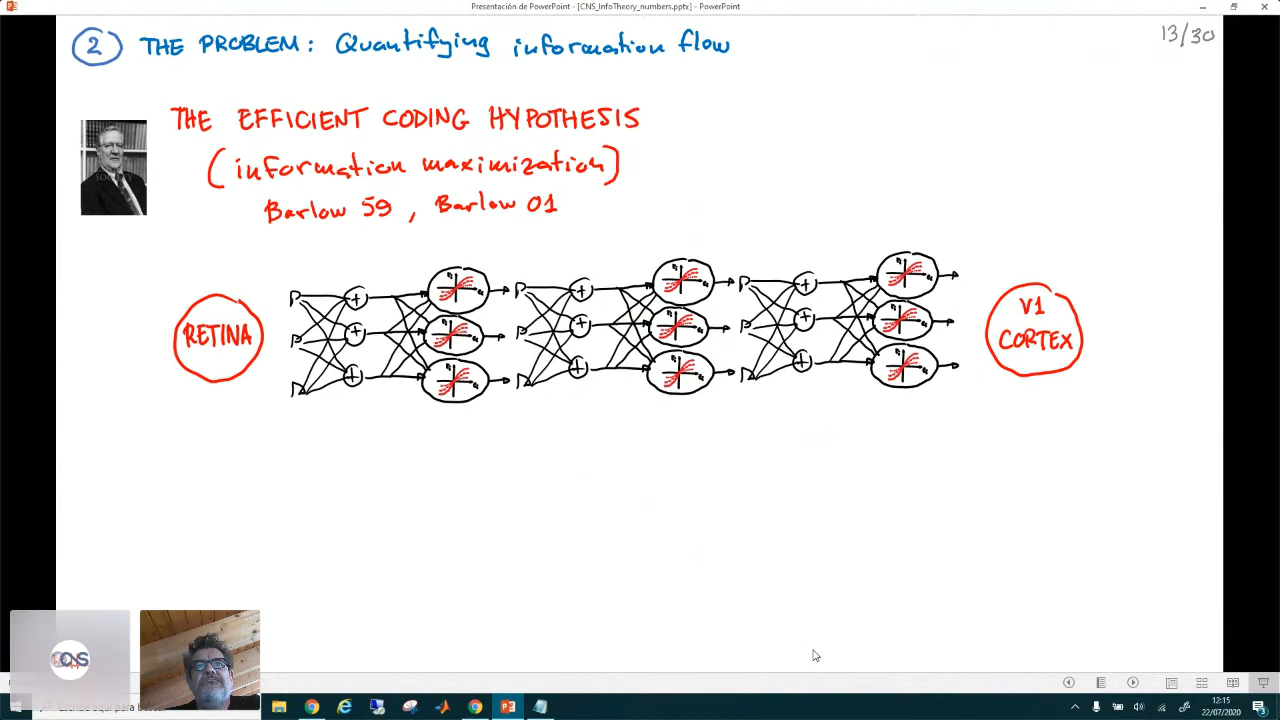 Presentación de PowerPoint - [CNS_InfoTheory_numbers.pptx] - PowerPoint
13/30
2 THE PROBLEM: Quantifying information flow
THE EFFICIENT CODING HYPOTHESIS
(information maximization)
Barlow 59, Barlow 01
RETINA
V1
CORTEX
CNS
12:15
22/07/2020
3